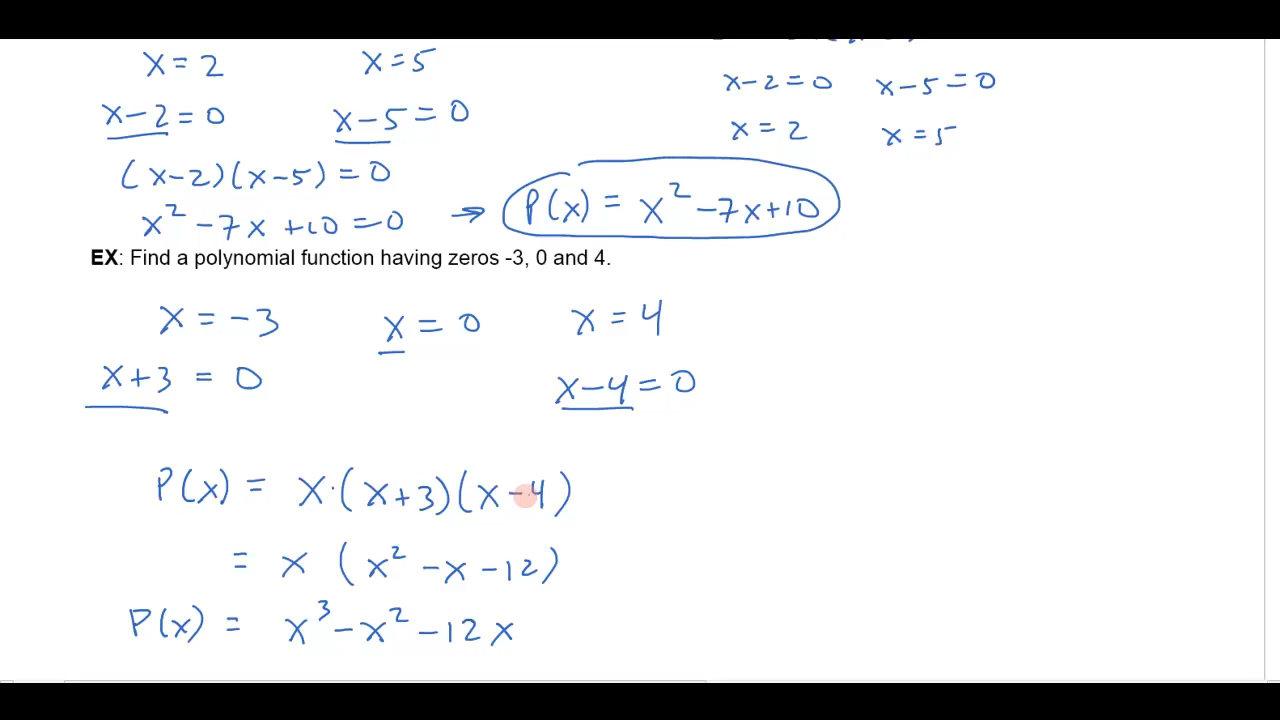 x = 2 x = 5
x - 2 = 0 x - 5 = 0
(x-2)(x-5) = 0
x² - 7x + 10 = 0 → P(x) = x² - 7x + 10
x - 2 = 0 x - 5 = 0
x = 2 x = 5
EX: Find a polynomial function having zeros -3, 0 and 4.
x = -3 x = 0 x = 4
x + 3 = 0 x - 4 = 0
P(x) = x·(x+3)(x-4)
= x (x² - x - 12)
P(x) = x³ - x² - 12x